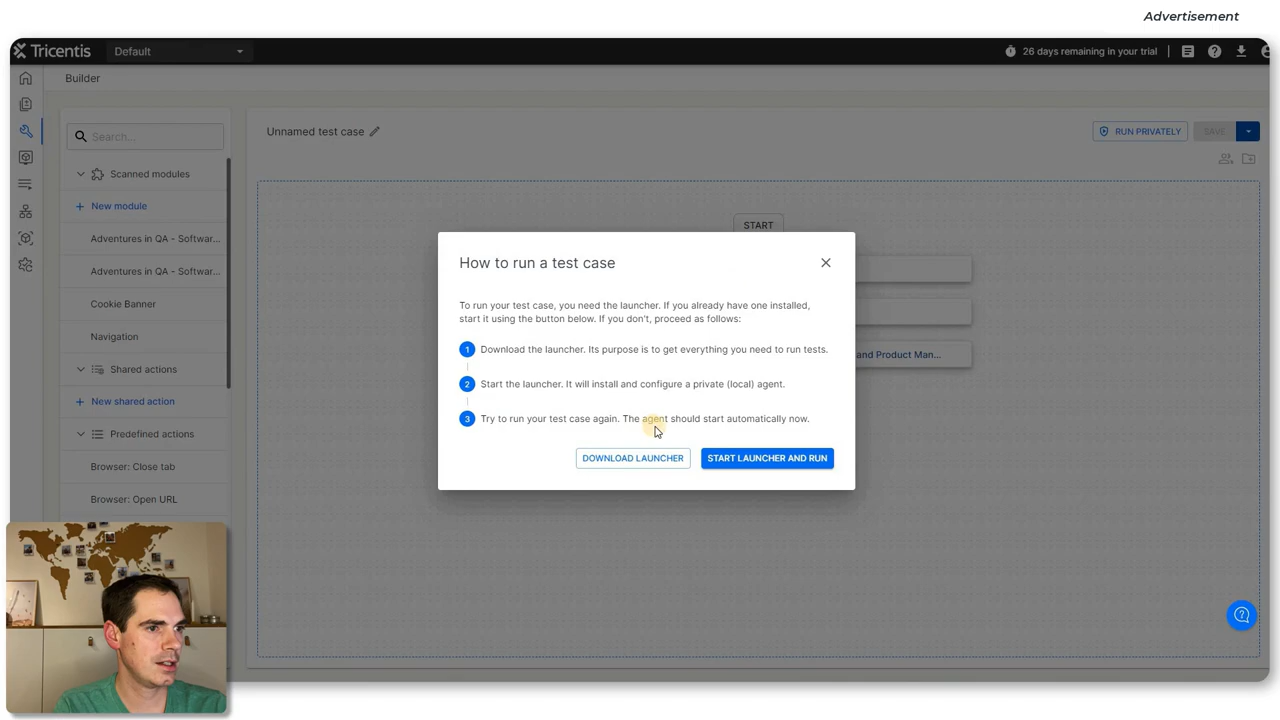 Advertisement
Tricentis
Default
26 days remaining in your trial
Builder
Search...
Unnamed test case
RUN PRIVATELY
SAVE
Scanned modules
+ New module
Adventures in QA - Softwar...
Adventures in QA - Softwar...
Cookie Banner
Navigation
Shared actions
+ New shared action
Predefined actions
Browser: Close tab
Browser: Open URL
START
and Product Man...
How to run a test case
To run your test case, you need the launcher. If you already have one installed,
start it using the button below. If you don't, proceed as follows:
1 Download the launcher. Its purpose is to get everything you need to run tests.
2 Start the launcher. It will install and configure a private (local) agent.
3 Try to run your test case again. The agent should start automatically now.
DOWNLOAD LAUNCHER
START LAUNCHER AND RUN